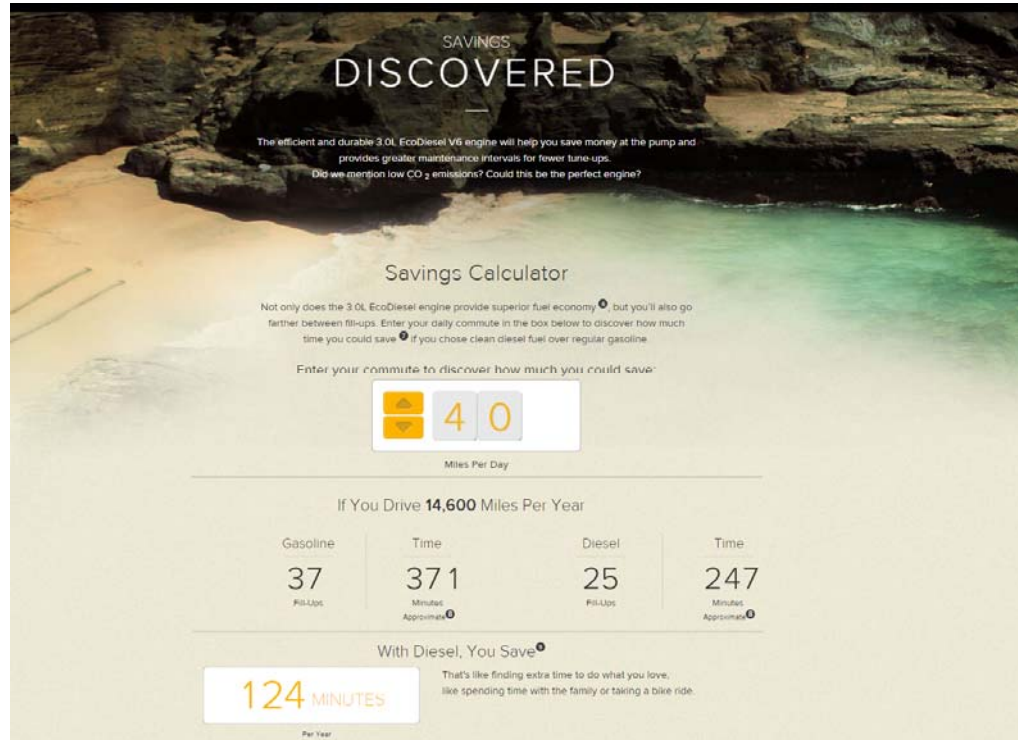 SAVINGS
DISCOVERED
The efficient and durable 3.0L EcoDiesel V6 engine will help you save money at the pump and
provides greater maintenance intervals for fewer tune-ups.
Did we mention low CO 2 emissions? Could this be the perfect engine?
Savings Calculator
Not only does the 3.0L EcoDiesel engine provide superior fuel economy, but you'll also go
farther between fill-ups. Enter your daily commute in the box below to discover how much
time you could save 7 if you chose clean diesel fuel over regular gasoline
Enter your commute to discover how much you could save:
40
Miles Per Day
If You Drive 14,600 Miles Per Year
Gasoline Time Diesel Time
37 371 25 247
Fill-Ups Minutes Fill-Ups Minutes
Approximate 8 Approximate 8
With Diesel, You Save
124 MINUTES
Per Year
That's like finding extra time to do what you love,
like spending time with the family or taking a bike ride.